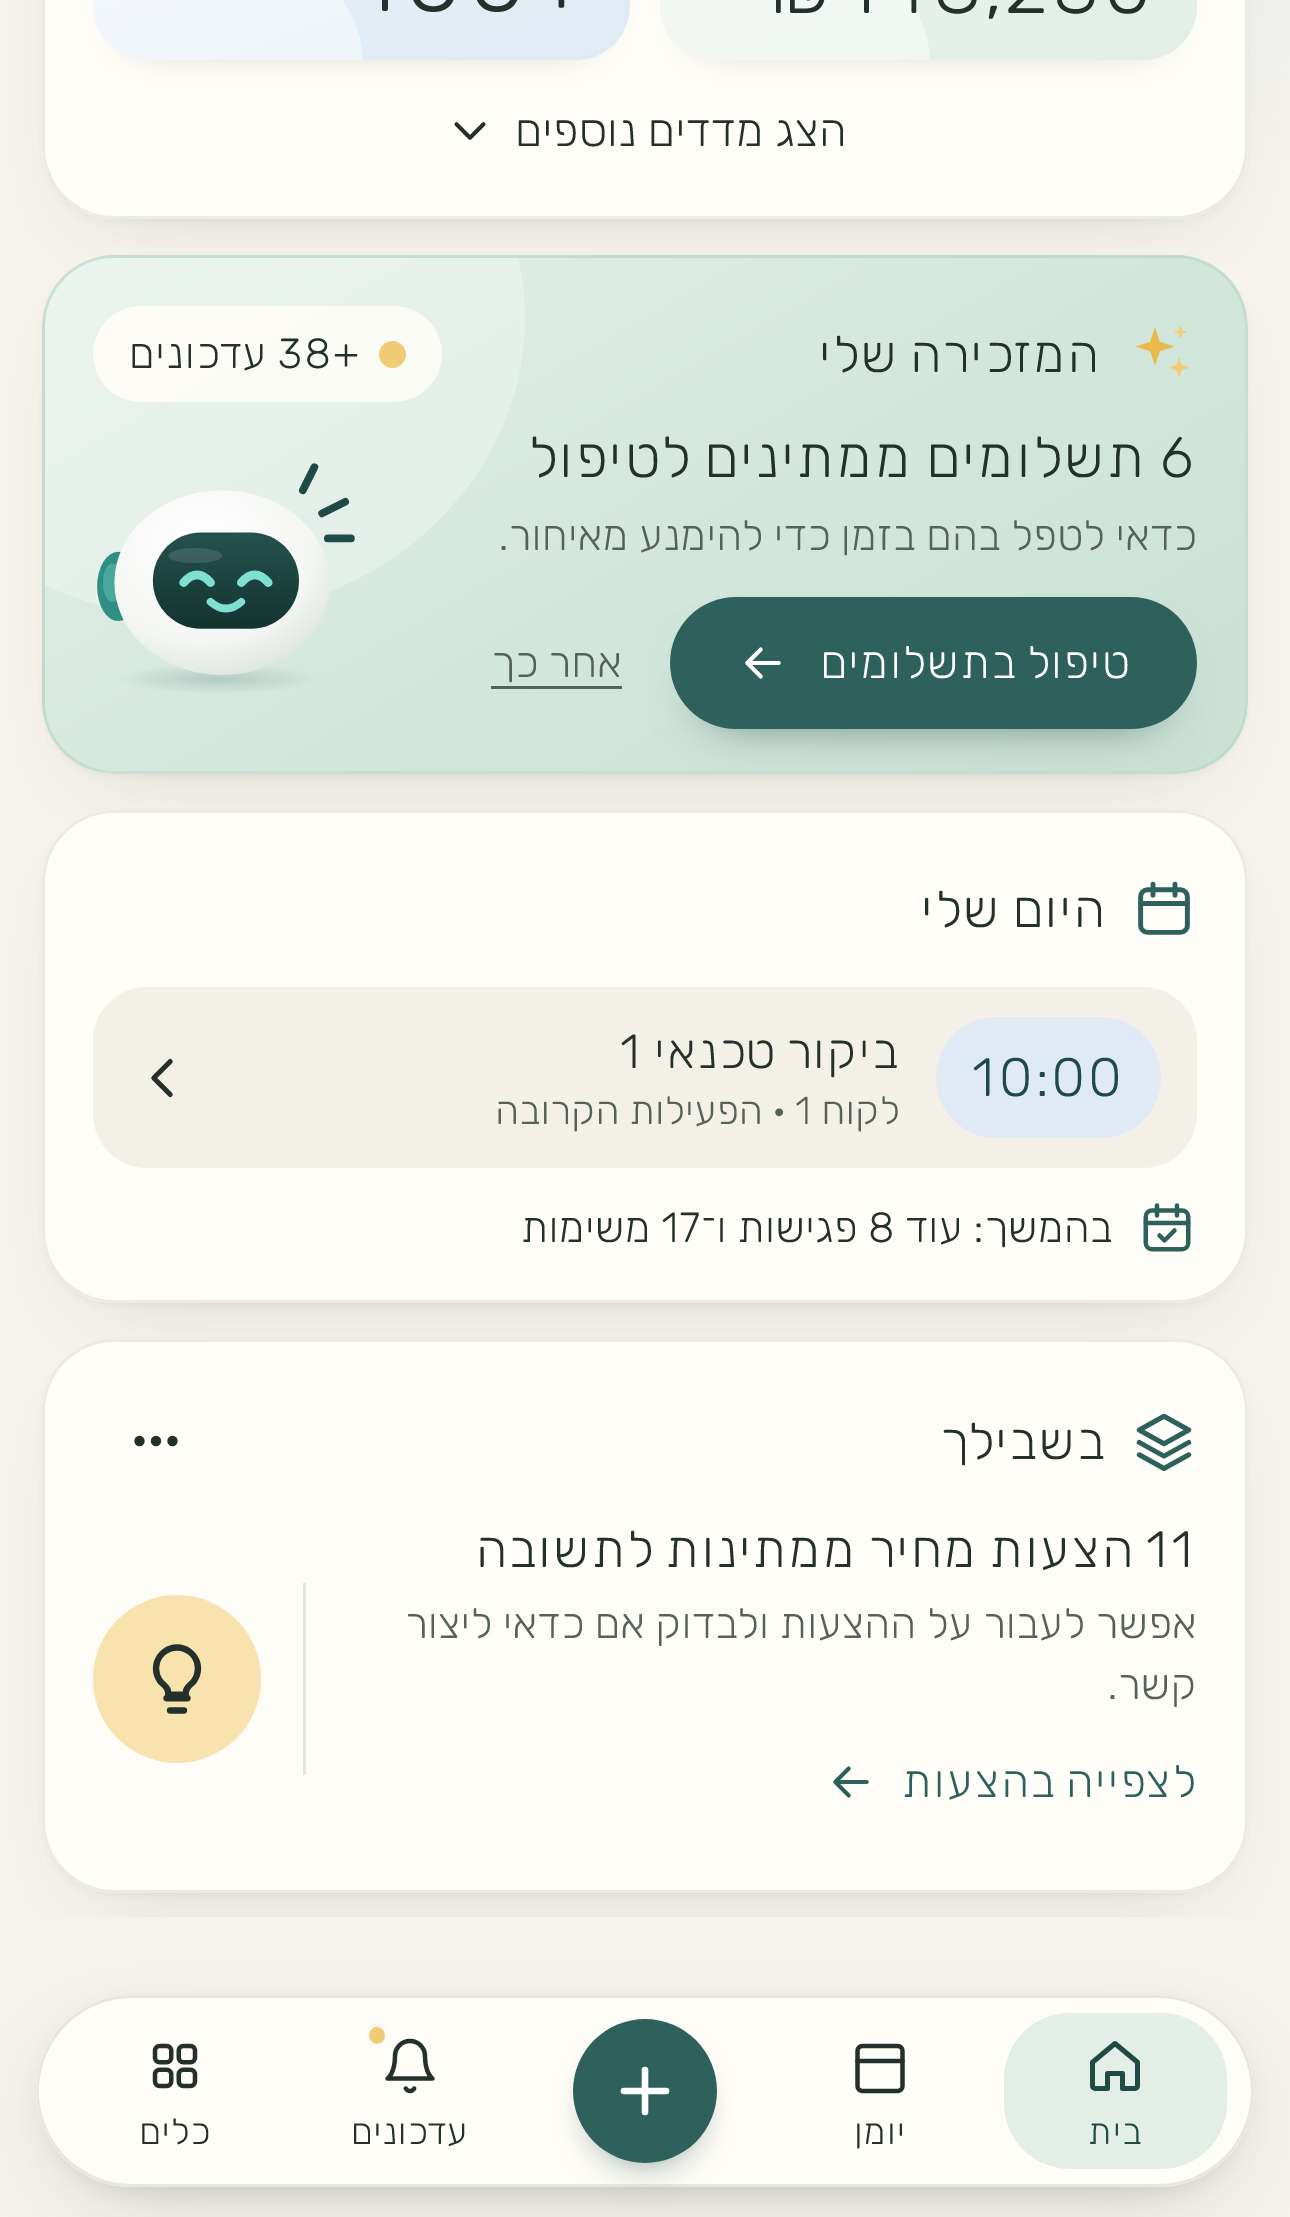 הצג מדדים נוספים
המזכירה שלי
+38 עדכונים
6 תשלומים ממתינים לטיפול
כדאי לטפל בהם בזמן כדי להימנע מאיחור.
טיפול בתשלומים
אחר כך
היום שלי
10:00
ביקור טכנאי 1
לקוח 1 • הפעילות הקרובה
בהמשך: עוד 8 פגישות ו־17 משימות
בשבילך
11 הצעות מחיר ממתינות לתשובה
אפשר לעבור על ההצעות ולבדוק אם כדאי ליצור
קשר.
לצפייה בהצעות
בית
יומן
עדכונים
כלים